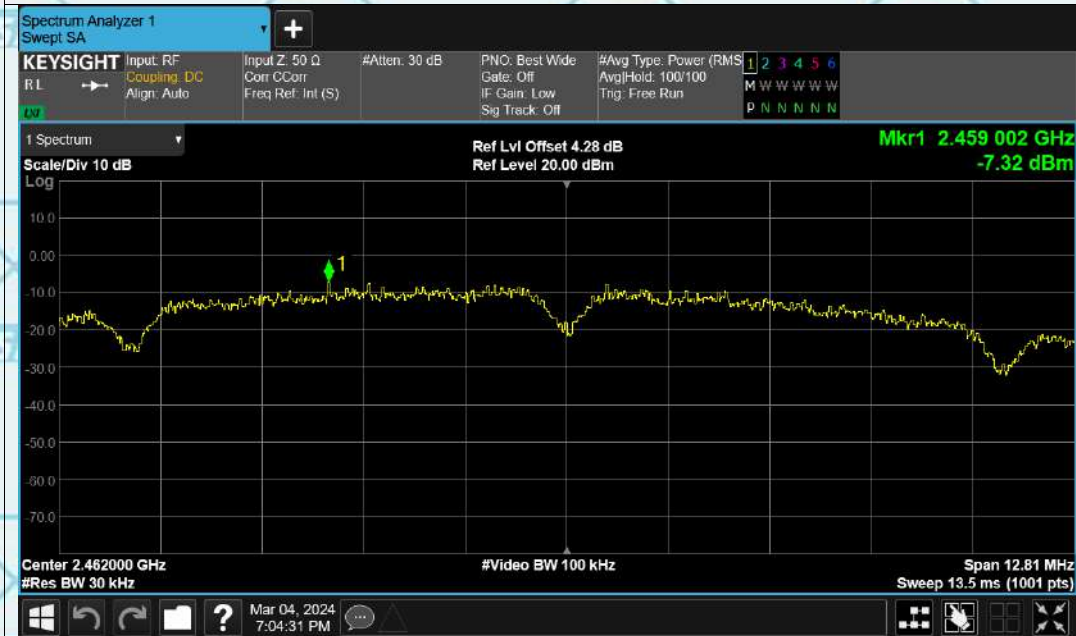 Spectrum Analyzer 1
Swept SA
+
KEYSIGHT
RL
LXI
Input: RF
Coupling: DC
Align: Auto
Input Z: 50 Ω
Corr CCorr
Freq Ref: Int (S)
#Atten: 30 dB
PNO: Best Wide
Gate: Off
IF Gain: Low
Sig Track: Off
#Avg Type: Power (RMS
Avg|Hold: 100/100
Trig: Free Run
1 2 3 4 5 6
M W W W W W
P N N N N N
1 Spectrum
Scale/Div 10 dB
Ref Lvl Offset 4.28 dB
Ref Level 20.00 dBm
Mkr1 2.459 002 GHz
-7.32 dBm
Log
10.0
0.00
1
-10.0
-20.0
-30.0
-40.0
-50.0
-60.0
-70.0
Center 2.462000 GHz
#Video BW 100 kHz
Span 12.81 MHz
#Res BW 30 kHz
Sweep 13.5 ms (1001 pts)
?
Mar 04, 2024
7:04:31 PM